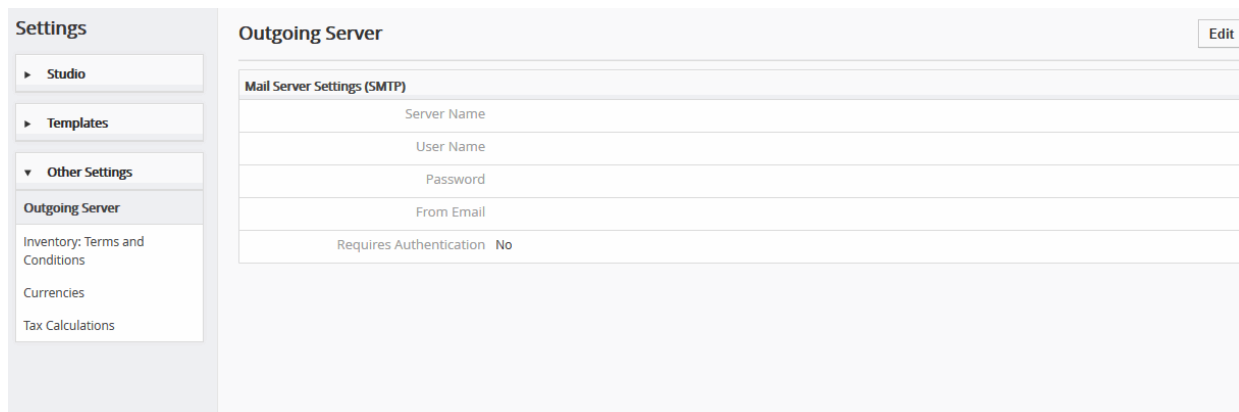 Settings
Studio
Templates
Other Settings
Outgoing Server
Inventory: Terms and
Conditions
Currencies
Tax Calculations
Outgoing Server
Edit
Mail Server Settings (SMTP)
Server Name
User Name
Password
From Email
Requires Authentication No